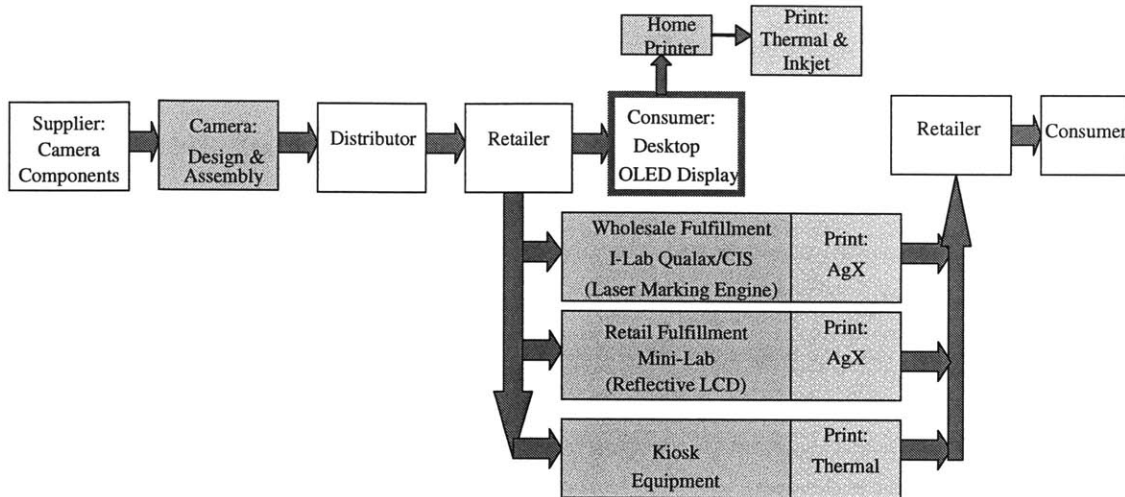 Home
Printer
Print:
Thermal &
Inkjet
Supplier:
Camera
Components
Camera:
Design &
Assembly
Distributor
Retailer
Consumer:
Desktop
OLED Display
Retailer
Consumer
Wholesale Fulfillment
I-Lab Qualax/CIS
(Laser Marking Engine)
Print:
AgX
Retail Fulfillment
Mini-Lab
(Reflective LCD)
Print:
AgX
Kiosk
Equipment
Print:
Thermal